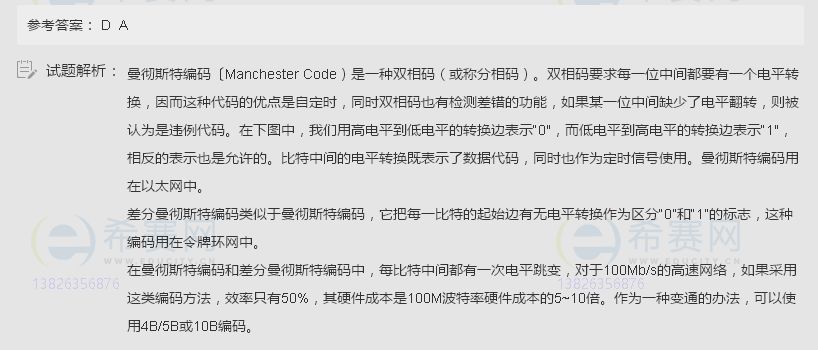 参考答案： D A
试题解析： 曼彻斯特编码（Manchester Code）是一种双相码（或称分相码）。双相码要求每一位中间都要有一个电平转
换，因而这种代码的优点是自定时，同时双相码也有检测差错的功能，如果某一位中间缺少了电平翻转，则被
认为是违例代码。在下图中，我们用高电平到低电平的转换边表示"0"，而低电平到高电平的转换边表示"1"，
相反的表示也是允许的。比特中间的电平转换既表示了数据代码，同时也作为定时信号使用。曼彻斯特编码用
在以太网中。
差分曼彻斯特编码类似于曼彻斯特编码，它把每一比特的起始边有无电平转换作为区分"0"和"1"的标志，这种
编码用在令牌环网中。
在曼彻斯特编码和差分曼彻斯特编码中，每比特中间都有一次电平跳变，对于100Mb/s的高速网络，如果采用
这类编码方法，效率只有50%，其硬件成本是100M波特率硬件成本的5~10倍。作为一种变通的办法，可以使
用4B/5B或10B编码。
希赛网
WWW.EDUCITY.CN
13826356876
希赛网
WWW.EDUCITY.CN
13826356876